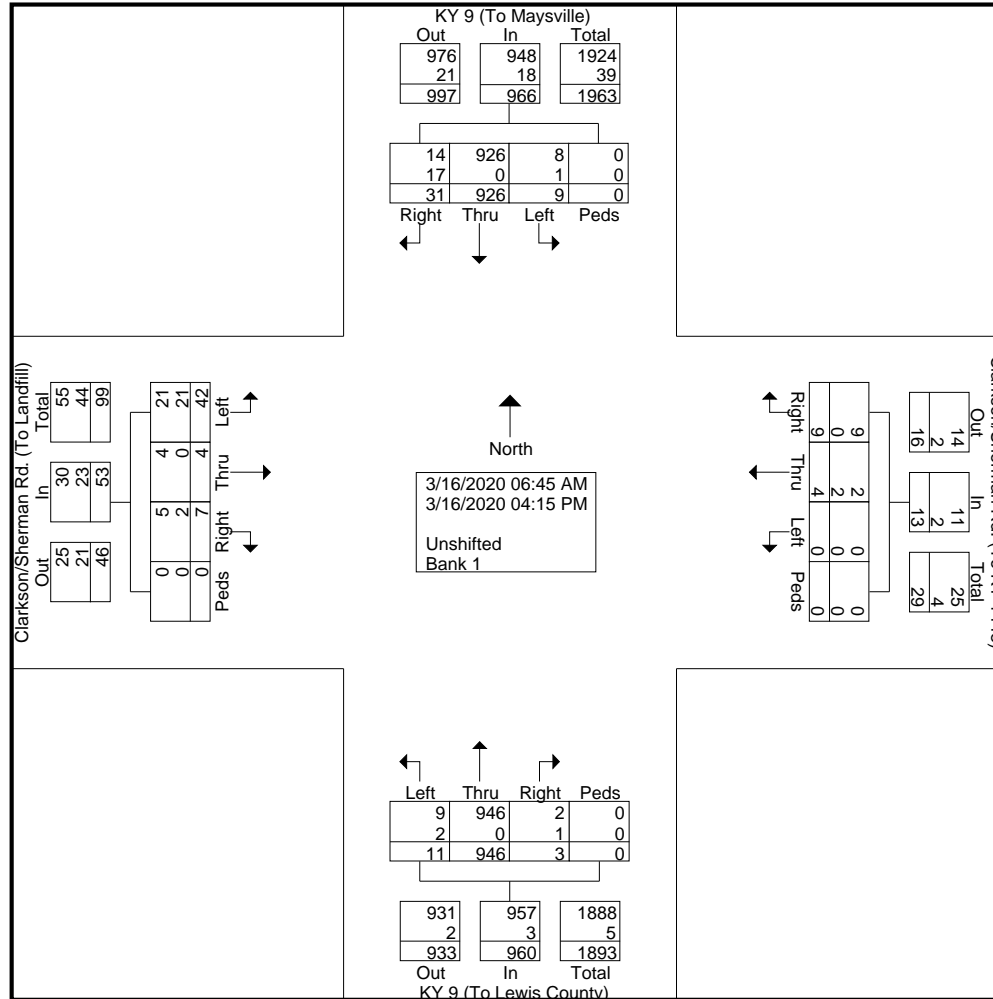 KY 9 (To Maysville)
Out In Total
976 948 1924
21 18 39
997 966 1963
14 926 8 0
17 0 1 0
31 926 9 0
Right Thru Left Peds
Clarkson/Sherman Rd. (To Landfill)
Total In Out
55 30 25
44 23 21
99 53 46
21 4 5 0
21 0 2 0
42 4 7 0
Left Thru Right Peds
North
3/16/2020 06:45 AM
3/16/2020 04:15 PM
Unshifted
Bank 1
Right Thru Left Peds
9 2 0 0
0 2 0 0
9 4 0 0
Out In Total
14 11 25
2 2 4
16 13 29
Left Thru Right Peds
9 946 2 0
2 0 1 0
11 946 3 0
931 957 1888
2 3 5
933 960 1893
Out In Total
KY 9 (To Lewis County)